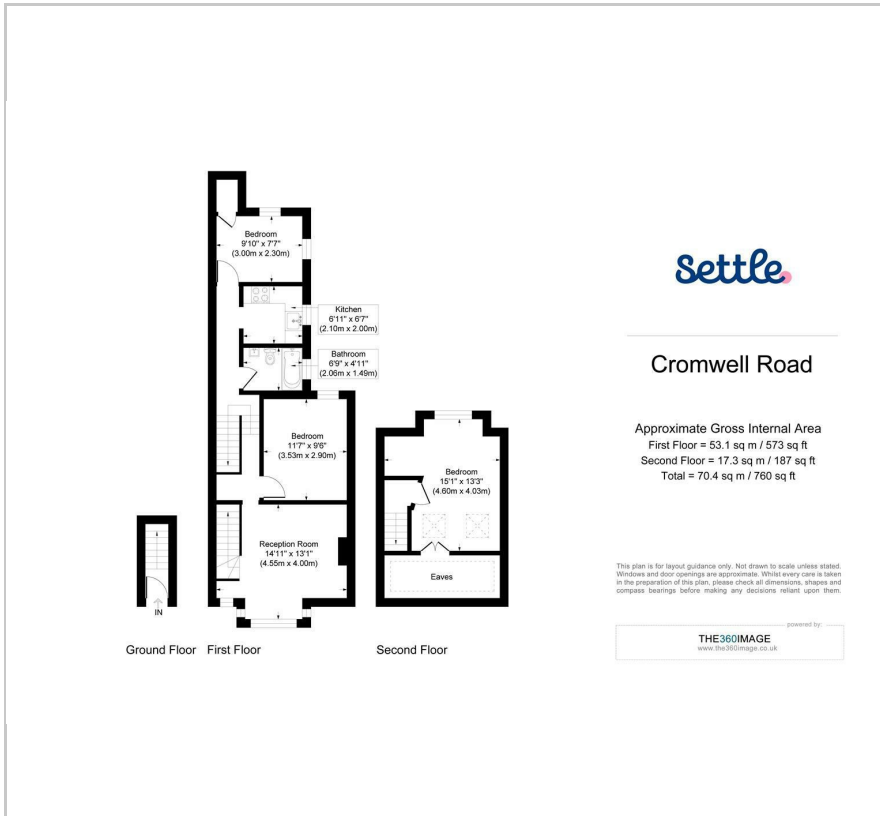 Bedroom
9'10" x 7'7"
(3.00m x 2.30m)
Kitchen
6'11" x 6'7"
(2.10m x 2.00m)
Bathroom
6'9" x 4'11"
(2.06m x 1.49m)
Bedroom
11'7" x 9'6"
(3.53m x 2.90m)
Reception Room
14'11" x 13'1"
(4.55m x 4.00m)
IN
Bedroom
15'1" x 13'3"
(4.60m x 4.03m)
Eaves
Ground Floor
First Floor
Second Floor
settle
Cromwell Road
Approximate Gross Internal Area
First Floor = 53.1 sq m / 573 sq ft
Second Floor = 17.3 sq m / 187 sq ft
Total = 70.4 sq m / 760 sq ft
This plan is for layout guidance only. Not drawn to scale unless stated.
Windows and door openings are approximate. Whilst every care is taken
in the preparation of this plan, please check all dimensions, shapes and
compass bearings before making any decisions reliant upon them.
powered by:
THE360IMAGE
www.the360image.co.uk